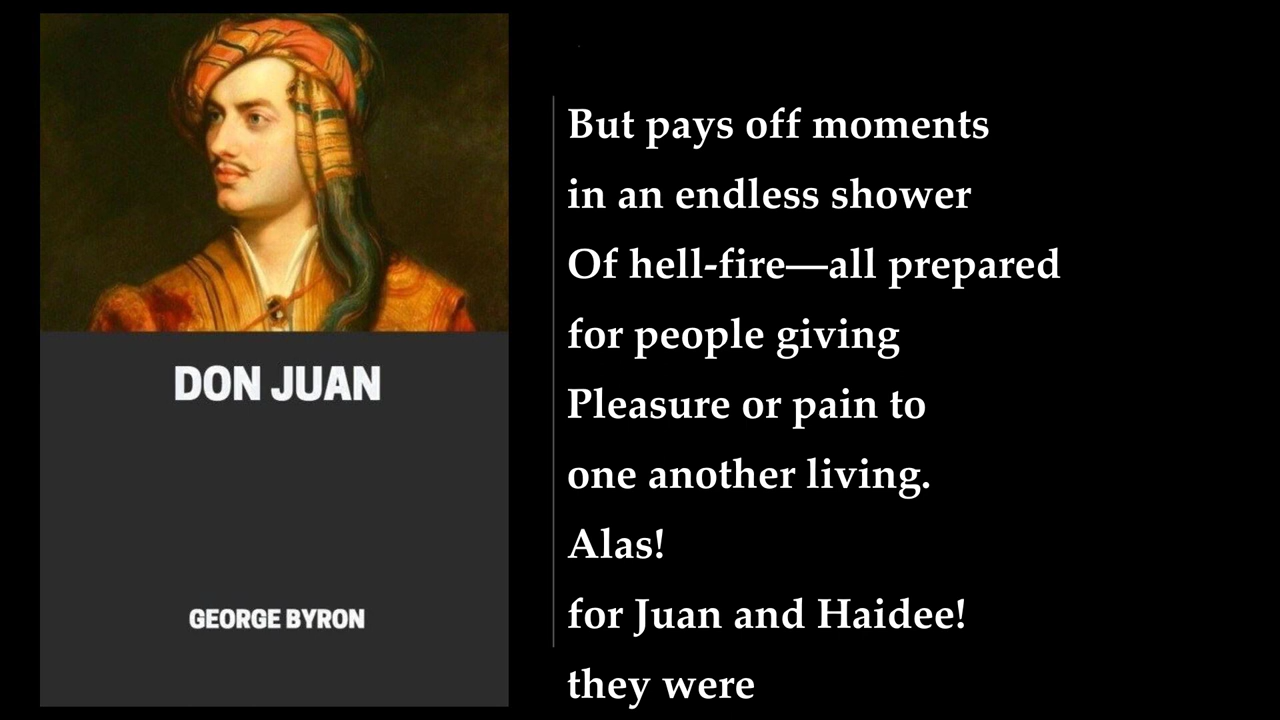 DON JUAN
GEORGE BYRON
But pays off moments
in an endless shower
Of hell-fire—all prepared
for people giving
Pleasure or pain to
one another living.
Alas!
for Juan and Haidee!
they were